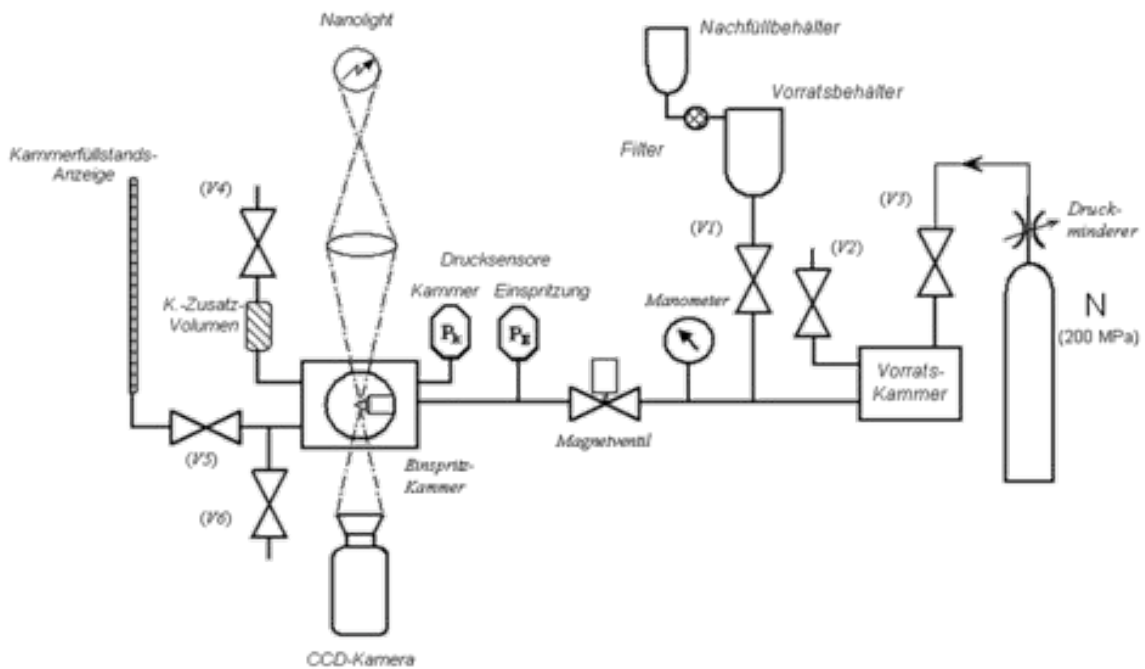 Nanolight
Nachfüllbehälter
Vorratsbehälter
Filter
Kammerfüllstands-
Anzeige
(V4)
(V3)
Druck-
minderer
(V1)
(V2)
Drucksensore
Kammer
Einspritzung
Manometer
K.-Zusatz-
Volumen
N
(200 MPa)
P_k
P_E
Vorrats-
Kammer
Magnetventil
(V5)
Einspritz-
Kammer
(V6)
CCD-Kamera